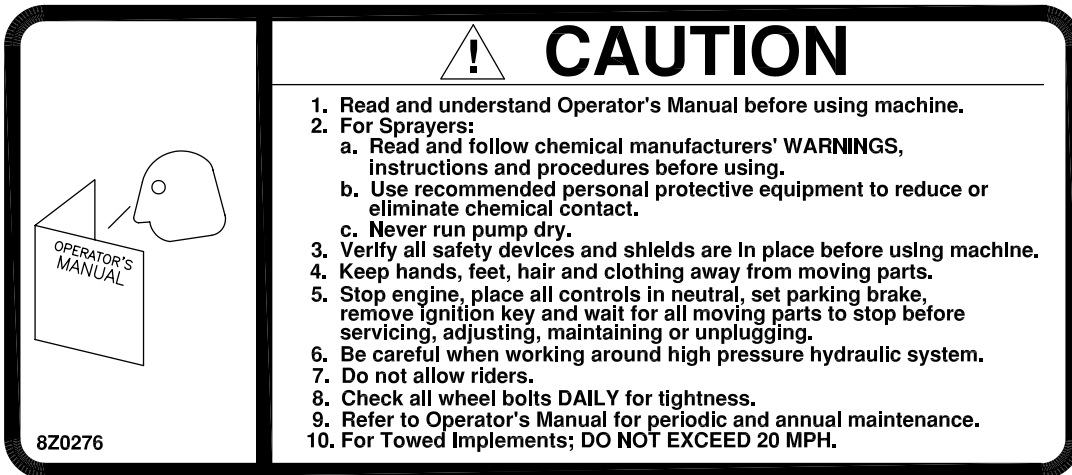 CAUTION
1. Read and understand Operator's Manual before using machine.
2. For Sprayers:
a. Read and follow chemical manufacturers' WARNINGS,
instructions and procedures before using.
b. Use recommended personal protective equipment to reduce or
eliminate chemical contact.
c. Never run pump dry.
3. Verify all safety devices and shields are in place before using machine.
4. Keep hands, feet, hair and clothing away from moving parts.
5. Stop engine, place all controls in neutral, set parking brake,
remove ignition key and wait for all moving parts to stop before
servicing, adjusting, maintaining or unplugging.
6. Be careful when working around high pressure hydraulic system.
7. Do not allow riders.
8. Check all wheel bolts DAILY for tightness.
9. Refer to Operator's Manual for periodic and annual maintenance.
10. For Towed Implements; DO NOT EXCEED 20 MPH.
OPERATOR'S
MANUAL
8Z0276